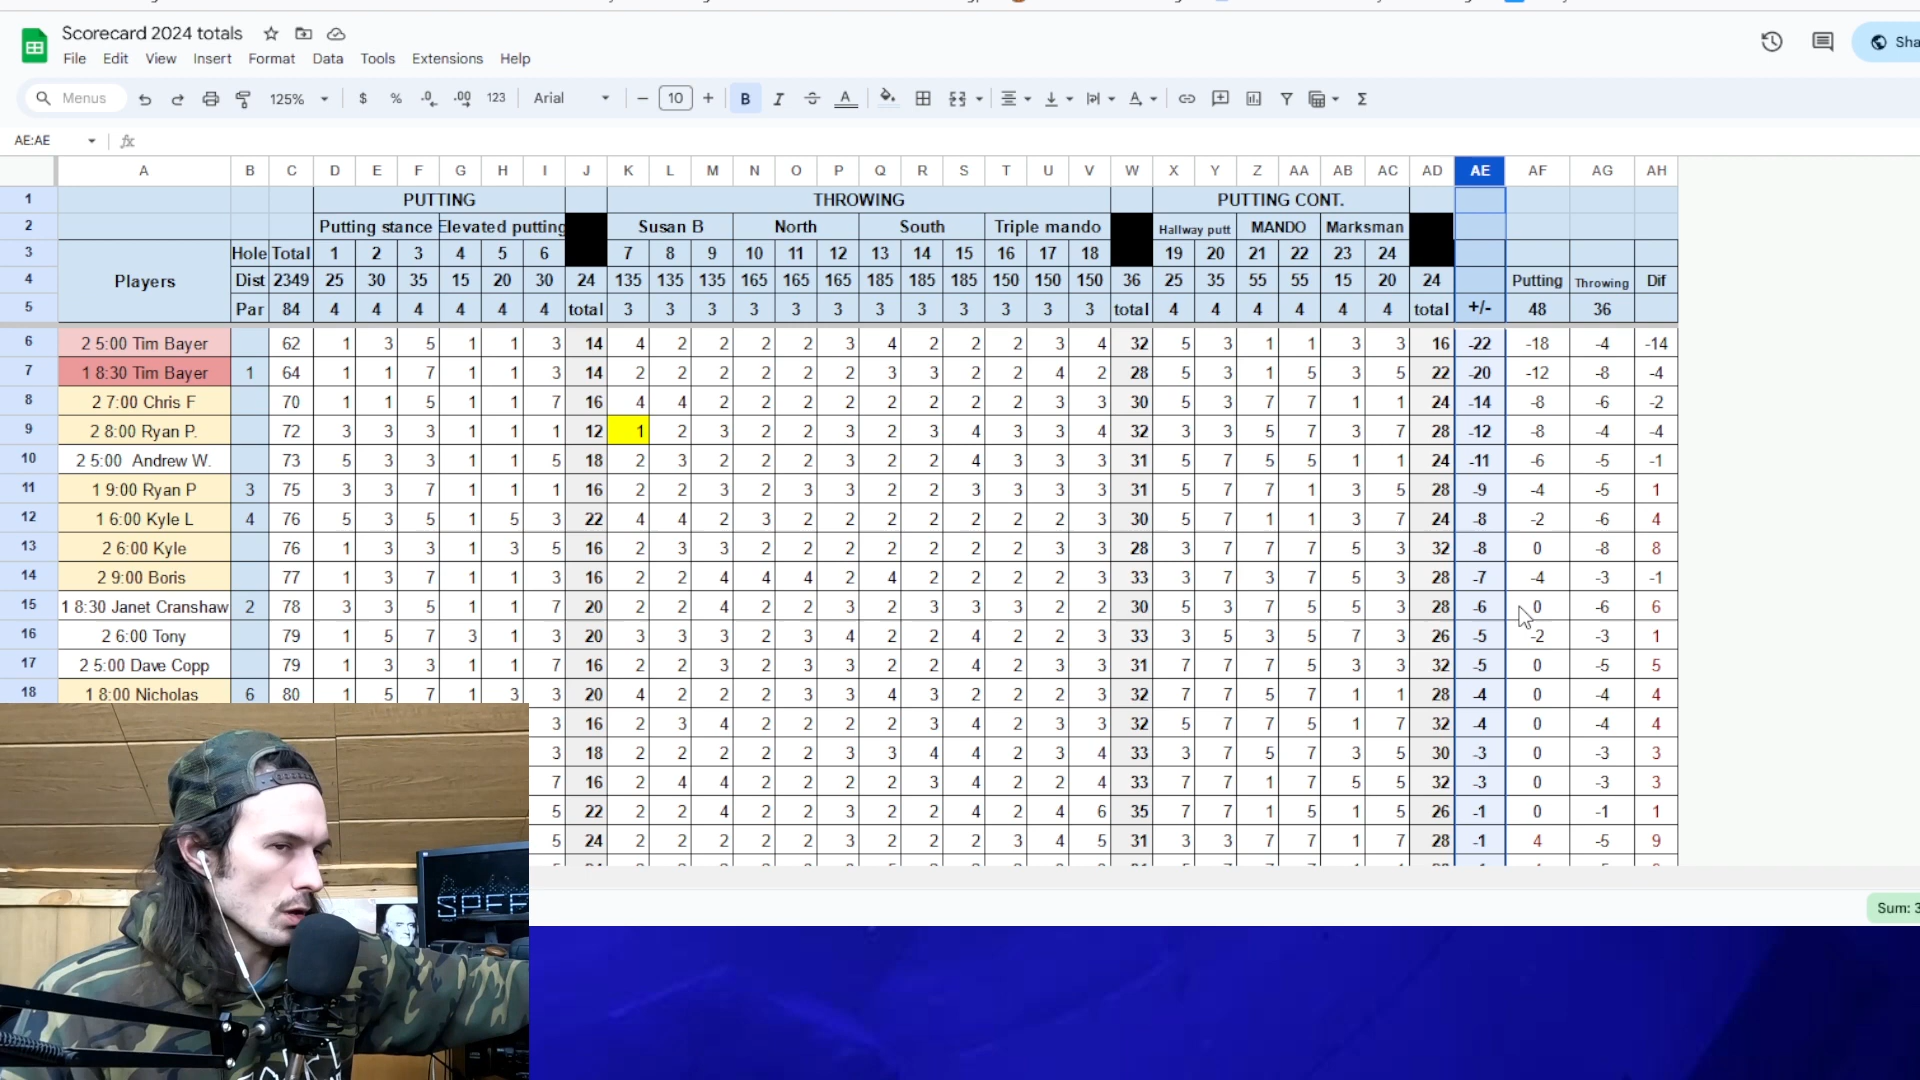 Scorecard 2024 totals
File Edit View Insert Format Data Tools Extensions Help
Sha
Menus 125% $ % .0 .00 123 Arial 10 B I A A Σ
AE:AE fx
A B C D E F G H I J K L M N O P Q R S T U V W X Y Z AA AB AC AD AE AF AG AH
1 PUTTING THROWING PUTTING CONT.
2 Putting stance Elevated putting Susan B North South Triple mando Hallway putt MANDO Marksman
3 Hole Total 1 2 3 4 5 6 7 8 9 10 11 12 13 14 15 16 17 18 19 20 21 22 23 24
4 Players Dist 2349 25 30 35 15 20 30 24 135 135 135 165 165 165 185 185 185 150 150 150 36 25 35 55 55 15 20 24 Putting Throwing Dif
5 Par 84 4 4 4 4 4 4 total 3 3 3 3 3 3 3 3 3 3 3 3 total 4 4 4 4 4 4 total +/- 48 36
6 2 5:00 Tim Bayer 62 1 3 5 1 1 3 14 4 2 2 2 2 3 4 2 2 2 3 4 32 5 3 1 1 3 3 16 -22 -18 -4 -14
7 1 8:30 Tim Bayer 1 64 1 1 7 1 1 3 14 2 2 2 2 2 2 3 3 2 2 4 2 28 5 3 1 5 3 5 22 -20 -12 -8 -4
8 2 7:00 Chris F 70 1 1 5 1 1 7 16 4 4 2 2 2 2 2 2 2 2 3 3 30 5 3 7 7 1 1 24 -14 -8 -6 -2
9 2 8:00 Ryan P. 72 3 3 3 1 1 1 12 1 2 3 2 2 3 2 3 4 3 3 4 32 3 3 5 7 3 7 28 -12 -8 -4 -4
10 2 5:00 Andrew W. 73 5 3 3 1 1 5 18 2 3 2 2 2 3 2 2 4 3 3 3 31 5 7 5 5 1 1 24 -11 -6 -5 -1
11 1 9:00 Ryan P 3 75 3 3 7 1 1 1 16 2 2 3 2 3 3 2 3 3 3 3 3 31 5 7 7 1 3 5 28 -9 -4 -5 1
12 1 6:00 Kyle L 4 76 5 3 5 1 5 3 22 4 4 2 3 2 2 2 2 2 2 2 3 30 5 7 1 1 3 7 24 -8 -2 -6 4
13 2 6:00 Kyle 76 1 3 3 1 3 5 16 2 3 3 2 2 2 2 2 2 2 3 3 28 3 7 7 7 5 3 32 -8 0 -8 8
14 2 9:00 Boris 77 1 3 7 1 1 3 16 2 2 4 4 4 2 4 2 2 2 2 3 33 3 7 3 7 5 3 28 -7 -4 -3 -1
15 1 8:30 Janet Cranshaw 2 78 3 3 5 1 1 7 20 2 2 4 2 2 3 2 3 3 3 2 2 30 5 3 7 5 5 3 28 -6 0 -6 6
16 2 6:00 Tony 79 1 5 7 3 1 3 20 3 3 3 2 3 4 2 2 4 2 2 3 33 3 5 3 5 7 3 26 -5 -2 -3 1
17 2 5:00 Dave Copp 79 1 3 3 1 1 7 16 2 2 3 2 3 3 2 2 4 2 3 3 31 7 7 7 5 3 3 32 -5 0 -5 5
18 1 8:00 Nicholas 6 80 1 5 7 1 3 3 20 4 2 2 2 3 3 4 3 2 2 2 3 32 7 7 5 7 1 1 28 -4 0 -4 4
3 16 2 3 4 2 2 2 2 3 4 2 3 3 32 5 7 7 5 1 7 32 -4 0 -4 4
3 18 2 2 2 2 2 3 3 4 4 2 3 4 33 3 7 5 7 3 5 30 -3 0 -3 3
7 16 2 4 4 2 2 2 2 3 4 2 2 4 33 7 7 1 7 5 5 32 -3 0 -3 3
5 22 2 2 4 2 2 3 2 2 4 2 4 6 35 7 7 1 5 1 5 26 -1 0 -1 1
5 24 2 2 2 2 2 3 2 2 2 3 4 5 31 3 3 7 7 1 7 28 -1 4 -5 9
Sum: 3